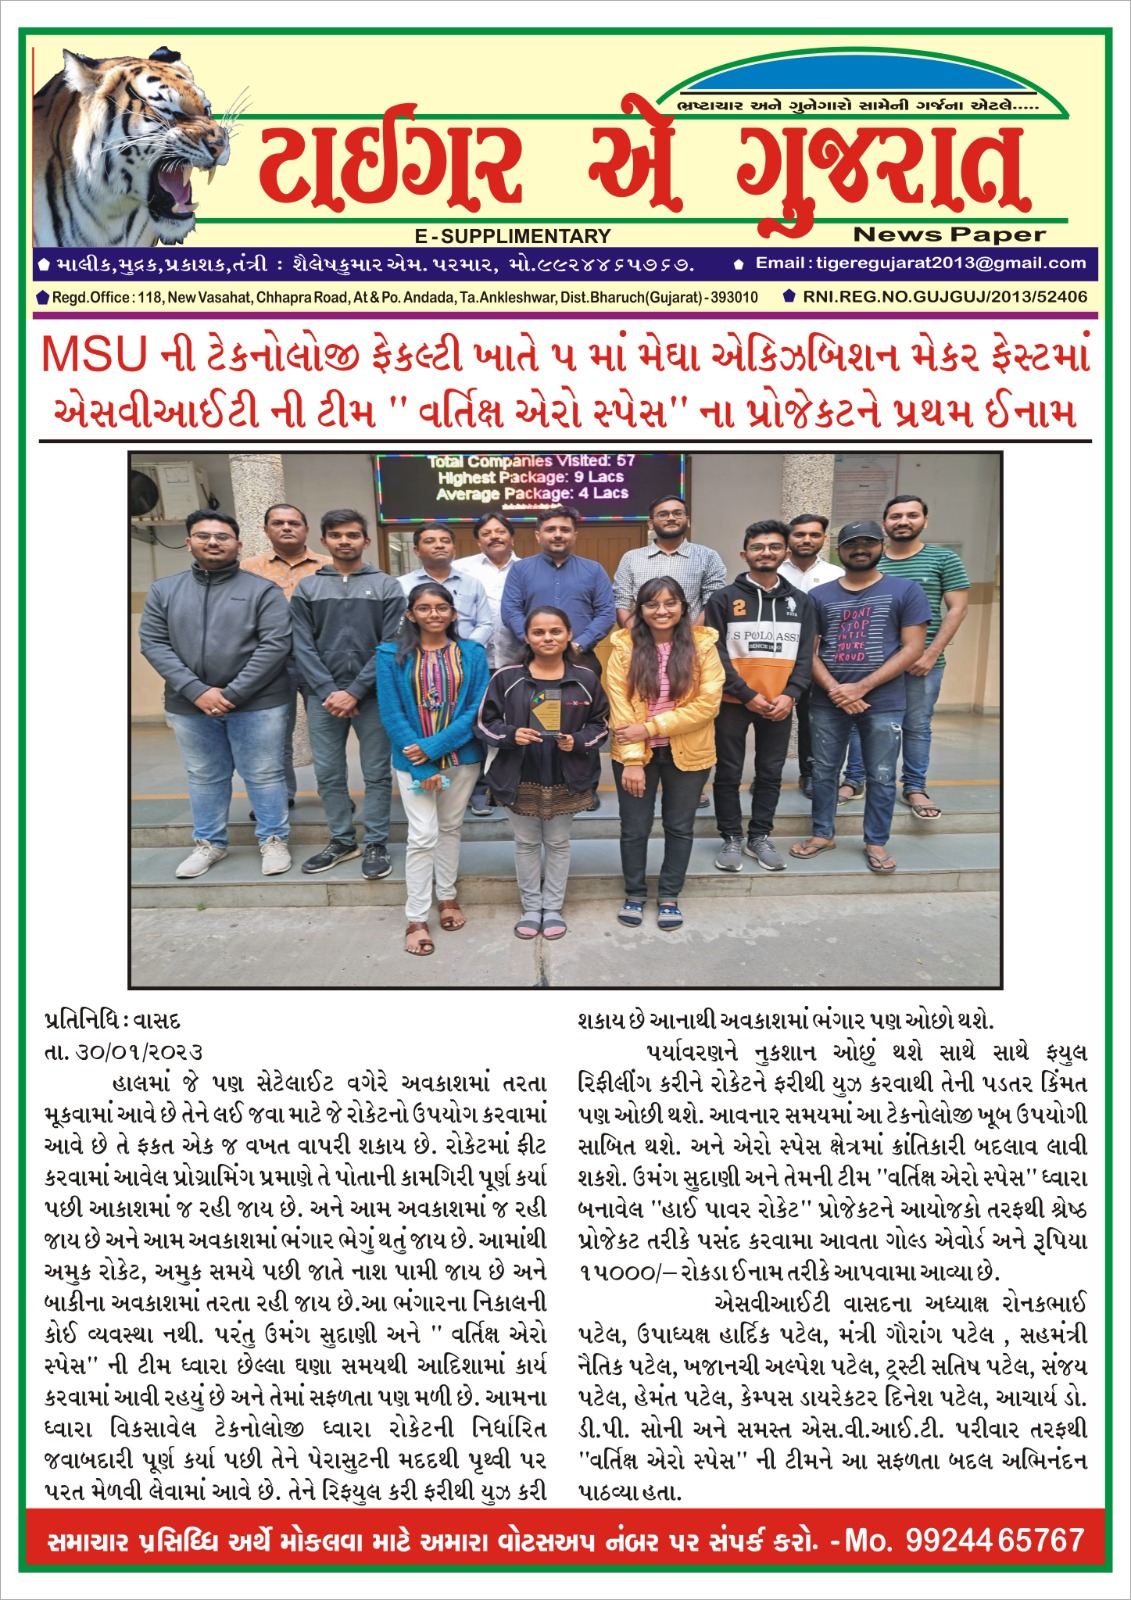 ભ્રષ્ટાચાર અને ગુનેગારો સામેની ગર્જના એટલે.....
ટાઈગર એ ગુજરાત
E - SUPPLIMENTARY
News Paper
માલીક,મુદ્રક,પ્રકાશક,તંત્રી : શૈલેષકુમાર એમ. પરમાર, મો.૯૯૨૪૪૬૫૭૬૭.
Email : tigeregujarat2013@gmail.com
Regd.Office : 118, New Vasahat, Chhapra Road, At & Po. Andada, Ta.Ankleshwar, Dist.Bharuch(Gujarat) - 393010
RNI.REG.NO.GUJGUJ/2013/52406
MSU ની ટેકનોલોજી ફેકલ્ટી ખાતે ૫ માં મેઘા એકિઝબિશન મેકર ફેસ્ટમાં
એસવીઆઈટી ની ટીમ " વર્તિક્ષ એરો સ્પેસ" ના પ્રોજેકટને પ્રથમ ઈનામ
Total Companies Visited: 57
Highest Package: 9 Lacs
Average Package: 4 Lacs
2
U.S POLO ASSN
SINCE 1890
DON'T
STOP
UNTIL
YOU'RE
PROUD
પ્રતિનિધિ : વાસદ
તા. ૩૦/૦૧/૨૦૨૩
હાલમાં જે પણ સેટેલાઈટ વગેરે અવકાશમાં તરતા
મૂકવામાં આવે છે તેને લઈ જવા માટે જે રોકેટનો ઉપયોગ કરવામાં
આવે છે તે ફકત એક જ વખત વાપરી શકાય છે. રોકેટમાં ફીટ
કરવામાં આવેલ પ્રોગ્રામિંગ પ્રમાણે તે પોતાની કામગિરી પૂર્ણ કર્યા
પછી આકાશમાં જ રહી જાય છે. અને આમ અવકાશમાં જ રહી
જાય છે અને આમ અવકાશમાં ભંગાર ભેગું થતું જાય છે. આમાંથી
અમુક રોકેટ, અમુક સમયે પછી જાતે નાશ પામી જાય છે અને
બાકીના અવકાશમાં તરતા રહી જાય છે.આ ભંગારના નિકાલની
કોઈ વ્યવસ્થા નથી. પરંતુ ઉમંગ સુદાણી અને " વર્તિક્ષ એરો
સ્પેસ" ની ટીમ ધ્વારા છેલ્લા ઘણા સમયથી આદિશામાં કાર્ય
કરવામાં આવી રહયું છે અને તેમાં સફળતા પણ મળી છે. આમના
ધ્વારા વિકસાવેલ ટેકનોલોજી ધ્વારા રોકેટની નિર્ધારિત
જવાબદારી પૂર્ણ કર્યા પછી તેને પેરાસુટની મદદથી પૃથ્વી પર
પરત મેળવી લેવામાં આવે છે. તેને રિફયુલ કરી ફરીથી યુઝ કરી
શકાય છે આનાથી અવકાશમાં ભંગાર પણ ઓછો થશે.
પર્યાવરણને નુકશાન ઓછું થશે સાથે સાથે ફયુલ
રિફીલીંગ કરીને રોકેટને ફરીથી યુઝ કરવાથી તેની પડતર કિંમત
પણ ઓછી થશે. આવનાર સમયમાં આ ટેકનોલોજી ખૂબ ઉપયોગી
સાબિત થશે. અને એરો સ્પેસ ક્ષેત્રમાં ક્રાંતિકારી બદલાવ લાવી
શકશે. ઉમંગ સુદાણી અને તેમની ટીમ "વર્તિક્ષ એરો સ્પેસ" ધ્વારા
બનાવેલ "હાઈ પાવર રોકેટ" પ્રોજેકટને આયોજકો તરફથી શ્રેષ્ઠ
પ્રોજેકટ તરીકે પસંદ કરવામા આવતા ગોલ્ડ એવોર્ડ અને રૂપિયા
૧૫૦૦૦/– રોકડા ઈનામ તરીકે આપવામા આવ્યા છે.
એસવીઆઈટી વાસદના અધ્યાક્ષ રોનકભાઈ
પટેલ, ઉપાધ્યક્ષ હાર્દિક પટેલ, મંત્રી ગૌરાંગ પટેલ , સહમંત્રી
નૈતિક પટેલ, ખજાનચી અલ્પેશ પટેલ, ટ્રસ્ટી સતિષ પટેલ, સંજય
પટેલ, હેમંત પટેલ, કેમ્પસ ડાયરેકટર દિનેશ પટેલ, આચાર્ય ડો.
ડી.પી. સોની અને સમસ્ત એસ.વી.આઈ.ટી. પરીવાર તરફથી
"વર્તિક્ષ એરો સ્પેસ" ની ટીમને આ સફળતા બદલ અભિનંદન
પાઠવ્યા હતા.
સમાચાર પ્રસિધ્ધિ અર્થે મોકલવા માટે અમારા વોટસઅપ નંબર પર સંપર્ક કરો. - Mo. 99244 65767